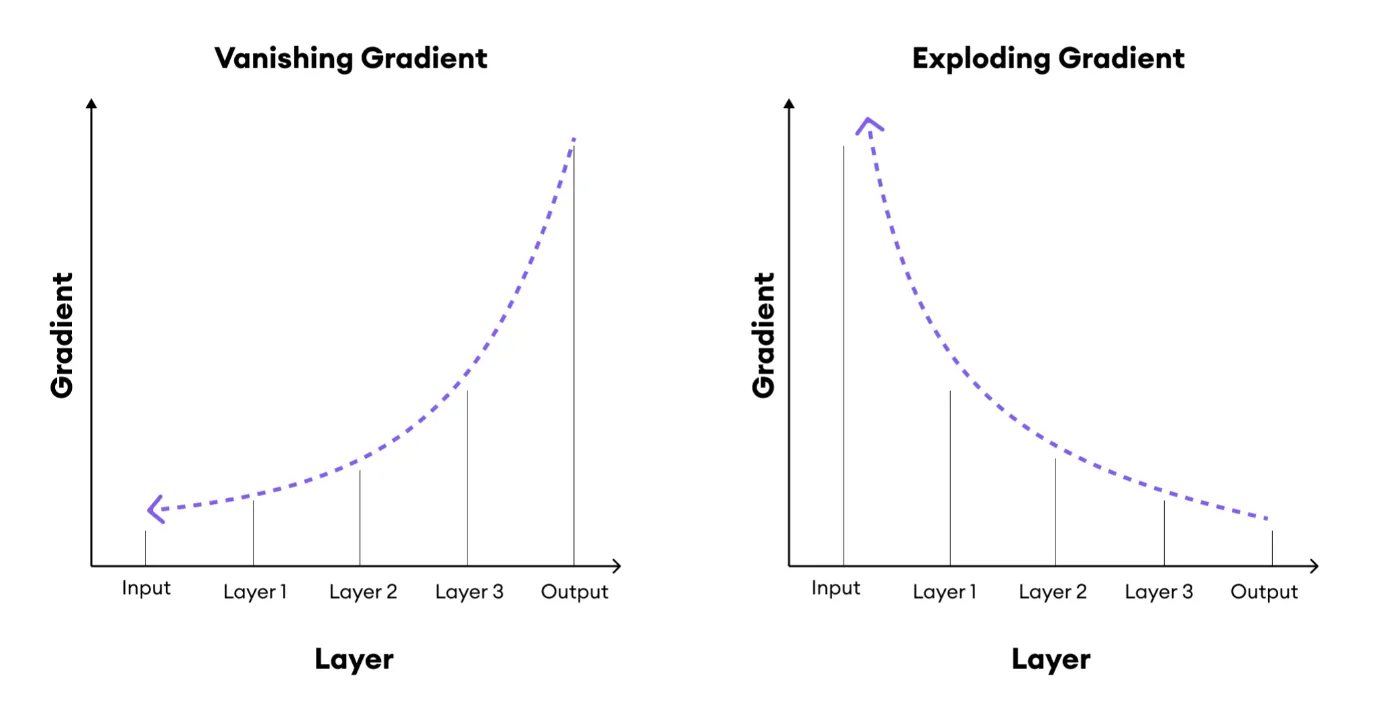 Vanishing Gradient
Gradient
Input
Layer 1
Layer 2
Layer 3
Output
Layer
Exploding Gradient
Gradient
Input
Layer 1
Layer 2
Layer 3
Output
Layer